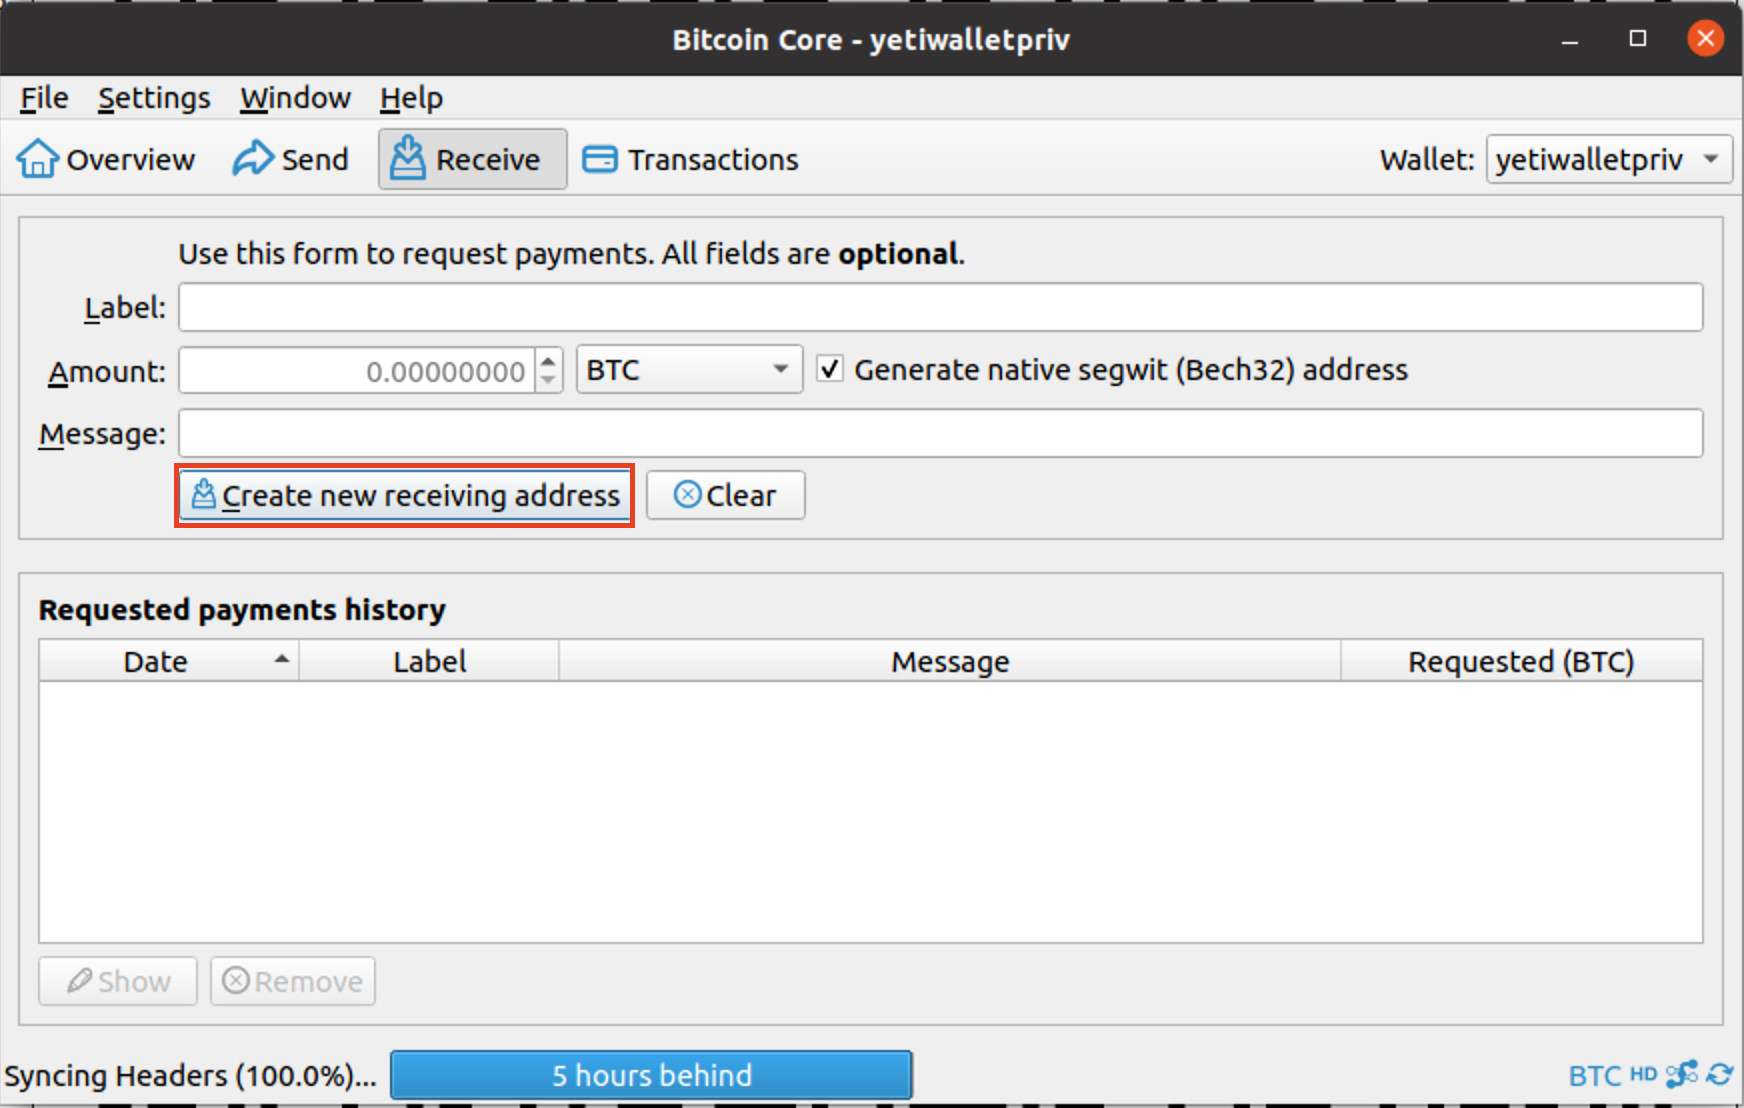 Bitcoin Core - yetiwalletpriv
File Settings Window Help
Overview Send Receive Transactions Wallet: yetiwalletpriv
Use this form to request payments. All fields are optional.
Label:
Amount: 0.00000000 BTC Generate native segwit (Bech32) address
Message:
Create new receiving address Clear
Requested payments history
Date Label Message Requested (BTC)
Show Remove
Syncing Headers (100.0%)... 5 hours behind BTC HD